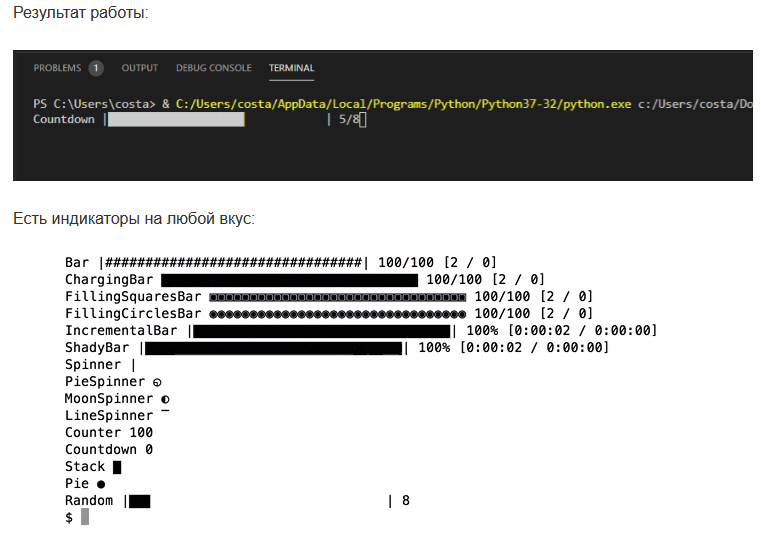 Результат работы:
PROBLEMS 1 OUTPUT DEBUG CONSOLE TERMINAL
PS C:\Users\costa> & C:/Users/costa/AppData/Local/Programs/Python/Python37-32/python.exe c:/Users/costa/Do
Countdown |████████████████ | 5/8
Есть индикаторы на любой вкус:
Bar |################################| 100/100 [2 / 0]
ChargingBar ████████████████████████████████ 100/100 [2 / 0]
FillingSquaresBar ▣▣▣▣▣▣▣▣▣▣▣▣▣▣▣▣▣▣▣▣▣▣▣▣▣▣▣▣▣▣▣▣ 100/100 [2 / 0]
FillingCirclesBar ◉◉◉◉◉◉◉◉◉◉◉◉◉◉◉◉◉◉◉◉◉◉◉◉◉◉◉◉◉◉◉◉ 100/100 [2 / 0]
IncrementalBar |████████████████████████████████| 100% [0:00:02 / 0:00:00]
ShadyBar |████████████████████████████████| 100% [0:00:02 / 0:00:00]
Spinner |
PieSpinner ◵
MoonSpinner ◐
LineSpinner ⎺
Counter 100
Countdown 0
Stack █
Pie ●
Random |███ | 8
$